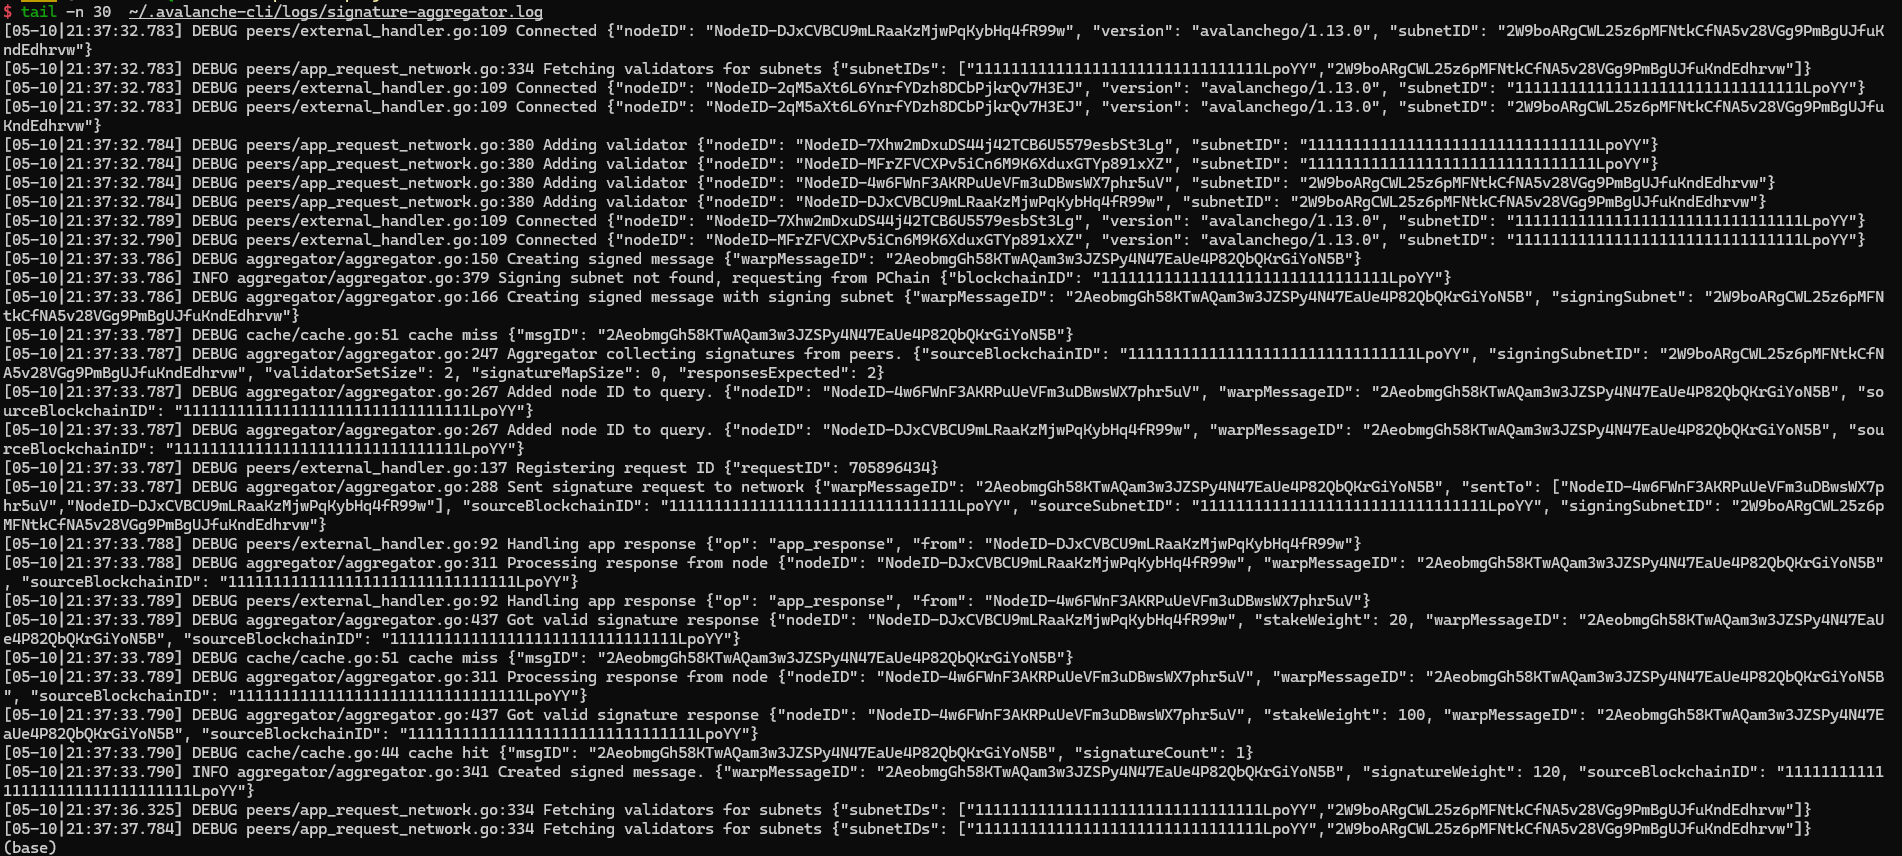 $ tail -n 30  ~/.avalanche-cli/logs/signature-aggregator.log
[05-10|21:37:32.783] DEBUG peers/external_handler.go:109 Connected {"nodeID": "NodeID-DJxCVBCU9mLRaaKzMjwPqKybHq4fR99w", "version": "avalanchego/1.13.0", "subnetID": "2W9boARgCWL25z6pMFNtkCfNA5v28VGg9PmBgUJfuK
ndEdhrvw"}
[05-10|21:37:32.783] DEBUG peers/app_request_network.go:334 Fetching validators for subnets {"subnetIDs": ["11111111111111111111111111111111LpoYY","2W9boARgCWL25z6pMFNtkCfNA5v28VGg9PmBgUJfuKndEdhrvw"]}
[05-10|21:37:32.783] DEBUG peers/external_handler.go:109 Connected {"nodeID": "NodeID-2qM5aXt6L6YnrfYDzh8DCbPjkrQv7H3EJ", "version": "avalanchego/1.13.0", "subnetID": "11111111111111111111111111111111LpoYY"}
[05-10|21:37:32.783] DEBUG peers/external_handler.go:109 Connected {"nodeID": "NodeID-2qM5aXt6L6YnrfYDzh8DCbPjkrQv7H3EJ", "version": "avalanchego/1.13.0", "subnetID": "2W9boARgCWL25z6pMFNtkCfNA5v28VGg9PmBgUJfu
KndEdhrvw"}
[05-10|21:37:32.784] DEBUG peers/app_request_network.go:380 Adding validator {"nodeID": "NodeID-7Xhw2mDxuDS44j42TCB6U5579esbSt3Lg", "subnetID": "11111111111111111111111111111111LpoYY"}
[05-10|21:37:32.784] DEBUG peers/app_request_network.go:380 Adding validator {"nodeID": "NodeID-MFrZFVCXPv5iCn6M9K6XduxGTYp891xXZ", "subnetID": "11111111111111111111111111111111LpoYY"}
[05-10|21:37:32.784] DEBUG peers/app_request_network.go:380 Adding validator {"nodeID": "NodeID-4w6FWnF3AKRPuUeVFm3uDBwsWX7phr5uV", "subnetID": "2W9boARgCWL25z6pMFNtkCfNA5v28VGg9PmBgUJfuKndEdhrvw"}
[05-10|21:37:32.784] DEBUG peers/app_request_network.go:380 Adding validator {"nodeID": "NodeID-DJxCVBCU9mLRaaKzMjwPqKybHq4fR99w", "subnetID": "2W9boARgCWL25z6pMFNtkCfNA5v28VGg9PmBgUJfuKndEdhrvw"}
[05-10|21:37:32.789] DEBUG peers/external_handler.go:109 Connected {"nodeID": "NodeID-7Xhw2mDxuDS44j42TCB6U5579esbSt3Lg", "version": "avalanchego/1.13.0", "subnetID": "11111111111111111111111111111111LpoYY"}
[05-10|21:37:32.790] DEBUG peers/external_handler.go:109 Connected {"nodeID": "NodeID-MFrZFVCXPv5iCn6M9K6XduxGTYp891xXZ", "version": "avalanchego/1.13.0", "subnetID": "11111111111111111111111111111111LpoYY"}
[05-10|21:37:33.786] DEBUG aggregator/aggregator.go:150 Creating signed message {"warpMessageID": "2AeobmgGh58KTwAQam3w3JZSPy4N47EaUe4P82QbQKrGiYoN5B"}
[05-10|21:37:33.786] INFO aggregator/aggregator.go:379 Signing subnet not found, requesting from PChain {"blockchainID": "11111111111111111111111111111111LpoYY"}
[05-10|21:37:33.786] DEBUG aggregator/aggregator.go:166 Creating signed message with signing subnet {"warpMessageID": "2AeobmgGh58KTwAQam3w3JZSPy4N47EaUe4P82QbQKrGiYoN5B", "signingSubnet": "2W9boARgCWL25z6pMFN
tkCfNA5v28VGg9PmBgUJfuKndEdhrvw"}
[05-10|21:37:33.787] DEBUG cache/cache.go:51 cache miss {"msgID": "2AeobmgGh58KTwAQam3w3JZSPy4N47EaUe4P82QbQKrGiYoN5B"}
[05-10|21:37:33.787] DEBUG aggregator/aggregator.go:247 Aggregator collecting signatures from peers. {"sourceBlockchainID": "11111111111111111111111111111111LpoYY", "signingSubnetID": "2W9boARgCWL25z6pMFNtkCfN
A5v28VGg9PmBgUJfuKndEdhrvw", "validatorSetSize": 2, "signatureMapSize": 0, "responsesExpected": 2}
[05-10|21:37:33.787] DEBUG aggregator/aggregator.go:267 Added node ID to query. {"nodeID": "NodeID-4w6FWnF3AKRPuUeVFm3uDBwsWX7phr5uV", "warpMessageID": "2AeobmgGh58KTwAQam3w3JZSPy4N47EaUe4P82QbQKrGiYoN5B", "so
urceBlockchainID": "11111111111111111111111111111111LpoYY"}
[05-10|21:37:33.787] DEBUG aggregator/aggregator.go:267 Added node ID to query. {"nodeID": "NodeID-DJxCVBCU9mLRaaKzMjwPqKybHq4fR99w", "warpMessageID": "2AeobmgGh58KTwAQam3w3JZSPy4N47EaUe4P82QbQKrGiYoN5B", "sou
rceBlockchainID": "11111111111111111111111111111111LpoYY"}
[05-10|21:37:33.787] DEBUG peers/external_handler.go:137 Registering request ID {"requestID": 705896434}
[05-10|21:37:33.787] DEBUG aggregator/aggregator.go:288 Sent signature request to network {"warpMessageID": "2AeobmgGh58KTwAQam3w3JZSPy4N47EaUe4P82QbQKrGiYoN5B", "sentTo": ["NodeID-4w6FWnF3AKRPuUeVFm3uDBwsWX7p
hr5uV","NodeID-DJxCVBCU9mLRaaKzMjwPqKybHq4fR99w"], "sourceBlockchainID": "11111111111111111111111111111111LpoYY", "sourceSubnetID": "11111111111111111111111111111111LpoYY", "signingSubnetID": "2W9boARgCWL25z6p
MFNtkCfNA5v28VGg9PmBgUJfuKndEdhrvw"}
[05-10|21:37:33.788] DEBUG peers/external_handler.go:92 Handling app response {"op": "app_response", "from": "NodeID-DJxCVBCU9mLRaaKzMjwPqKybHq4fR99w"}
[05-10|21:37:33.788] DEBUG aggregator/aggregator.go:311 Processing response from node {"nodeID": "NodeID-DJxCVBCU9mLRaaKzMjwPqKybHq4fR99w", "warpMessageID": "2AeobmgGh58KTwAQam3w3JZSPy4N47EaUe4P82QbQKrGiYoN5B"
, "sourceBlockchainID": "11111111111111111111111111111111LpoYY"}
[05-10|21:37:33.789] DEBUG peers/external_handler.go:92 Handling app response {"op": "app_response", "from": "NodeID-4w6FWnF3AKRPuUeVFm3uDBwsWX7phr5uV"}
[05-10|21:37:33.789] DEBUG aggregator/aggregator.go:437 Got valid signature response {"nodeID": "NodeID-DJxCVBCU9mLRaaKzMjwPqKybHq4fR99w", "stakeWeight": 20, "warpMessageID": "2AeobmgGh58KTwAQam3w3JZSPy4N47EaU
e4P82QbQKrGiYoN5B", "sourceBlockchainID": "11111111111111111111111111111111LpoYY"}
[05-10|21:37:33.789] DEBUG cache/cache.go:51 cache miss {"msgID": "2AeobmgGh58KTwAQam3w3JZSPy4N47EaUe4P82QbQKrGiYoN5B"}
[05-10|21:37:33.789] DEBUG aggregator/aggregator.go:311 Processing response from node {"nodeID": "NodeID-4w6FWnF3AKRPuUeVFm3uDBwsWX7phr5uV", "warpMessageID": "2AeobmgGh58KTwAQam3w3JZSPy4N47EaUe4P82QbQKrGiYoN5B
", "sourceBlockchainID": "11111111111111111111111111111111LpoYY"}
[05-10|21:37:33.790] DEBUG aggregator/aggregator.go:437 Got valid signature response {"nodeID": "NodeID-4w6FWnF3AKRPuUeVFm3uDBwsWX7phr5uV", "stakeWeight": 100, "warpMessageID": "2AeobmgGh58KTwAQam3w3JZSPy4N47E
aUe4P82QbQKrGiYoN5B", "sourceBlockchainID": "11111111111111111111111111111111LpoYY"}
[05-10|21:37:33.790] DEBUG cache/cache.go:44 cache hit {"msgID": "2AeobmgGh58KTwAQam3w3JZSPy4N47EaUe4P82QbQKrGiYoN5B", "signatureCount": 1}
[05-10|21:37:33.790] INFO aggregator/aggregator.go:341 Created signed message. {"warpMessageID": "2AeobmgGh58KTwAQam3w3JZSPy4N47EaUe4P82QbQKrGiYoN5B", "signatureWeight": 120, "sourceBlockchainID": "11111111111
111111111111111111111LpoYY"}
[05-10|21:37:36.325] DEBUG peers/app_request_network.go:334 Fetching validators for subnets {"subnetIDs": ["11111111111111111111111111111111LpoYY","2W9boARgCWL25z6pMFNtkCfNA5v28VGg9PmBgUJfuKndEdhrvw"]}
[05-10|21:37:37.784] DEBUG peers/app_request_network.go:334 Fetching validators for subnets {"subnetIDs": ["11111111111111111111111111111111LpoYY","2W9boARgCWL25z6pMFNtkCfNA5v28VGg9PmBgUJfuKndEdhrvw"]}
(base)